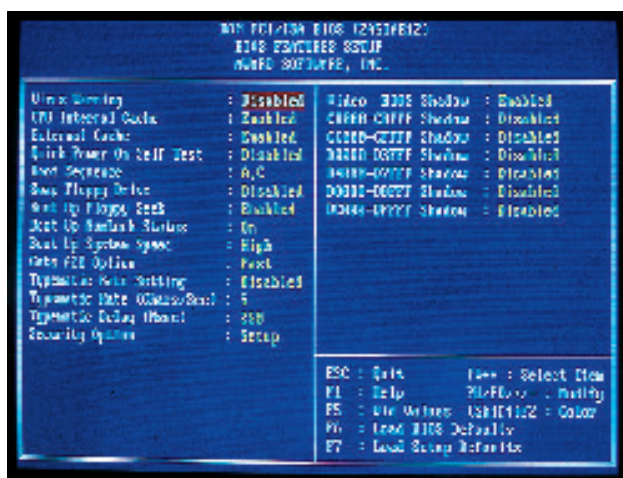 ROM PCI/ISA BIOS
BIOS FEATURES SETUP
AWARD SOFTWARE, INC.
Virus Warning : Disabled
CPU Internal Cache : Enabled
External Cache : Enabled
Quick Power On Self Test : Disabled
Boot Sequence : A,C
Swap Floppy Drive : Disabled
Boot Up Floppy Seek : Enabled
Boot Up NumLock Status : On
Boot Up System Speed : High
Gate A20 Option : Fast
Typematic Rate Setting : Disabled
Typematic Rate (Chars/Sec) :
Typematic Delay (Msec) :
Security Option : Setup
Video BIOS Shadow : Enabled
Shadow : Disabled
Shadow : Disabled
Shadow : Disabled
Shadow : Disabled
Shadow : Disabled
Shadow : Disabled
ESC : Quit : Select Item
F1 : Help : Modify
F5 : Old Values : Color
F6 : Load BIOS Defaults
F7 : Load Setup Defaults